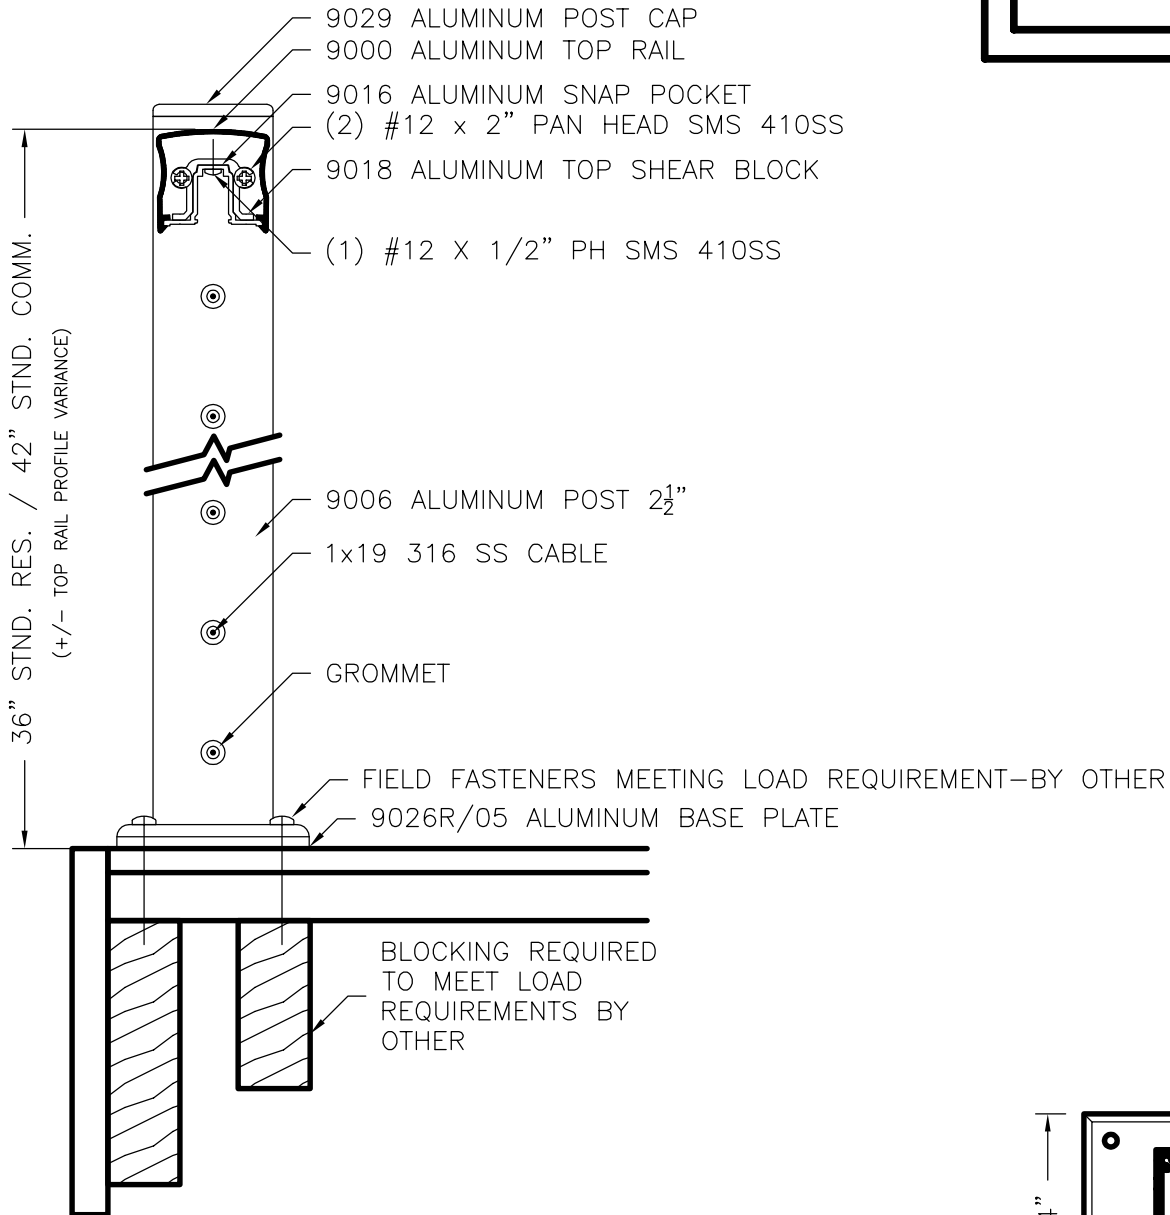 9029 ALUMINUM POST CAP
9000 ALUMINUM TOP RAIL
9016 ALUMINUM SNAP POCKET
(2) #12 x 2" PAN HEAD SMS 410SS
9018 ALUMINUM TOP SHEAR BLOCK
(1) #12 X 1/2" PH SMS 410SS
36" STND. RES. / 42" STND. COMM.
(+/- TOP RAIL PROFILE VARIANCE)
9006 ALUMINUM POST 2½"
1x19 316 SS CABLE
GROMMET
FIELD FASTENERS MEETING LOAD REQUIREMENT-BY OTHER
9026R/05 ALUMINUM BASE PLATE
BLOCKING REQUIRED
TO MEET LOAD
REQUIREMENTS BY
OTHER